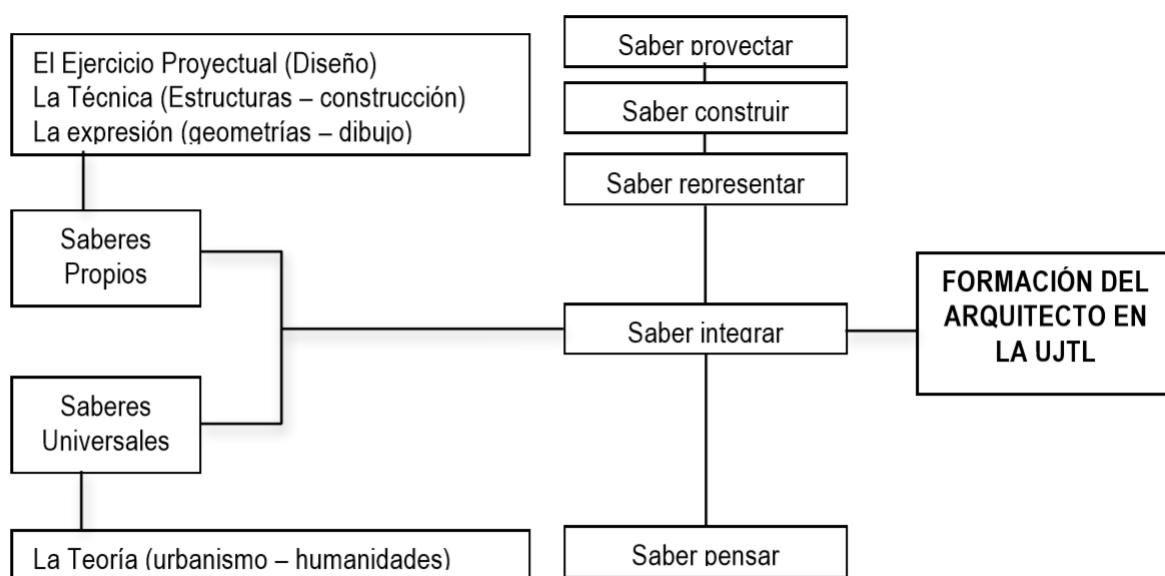 El Ejercicio Proyectual (Diseño)
La Técnica (Estructuras – construcción)
La expresión (geometrías – dibujo)
Saberes
Propios
Saberes
Universales
La Teoría (urbanismo – humanidades)
Saber proyectar
Saber construir
Saber representar
Saber integrar
Saber pensar
FORMACIÓN DEL
ARQUITECTO EN
LA UJTL